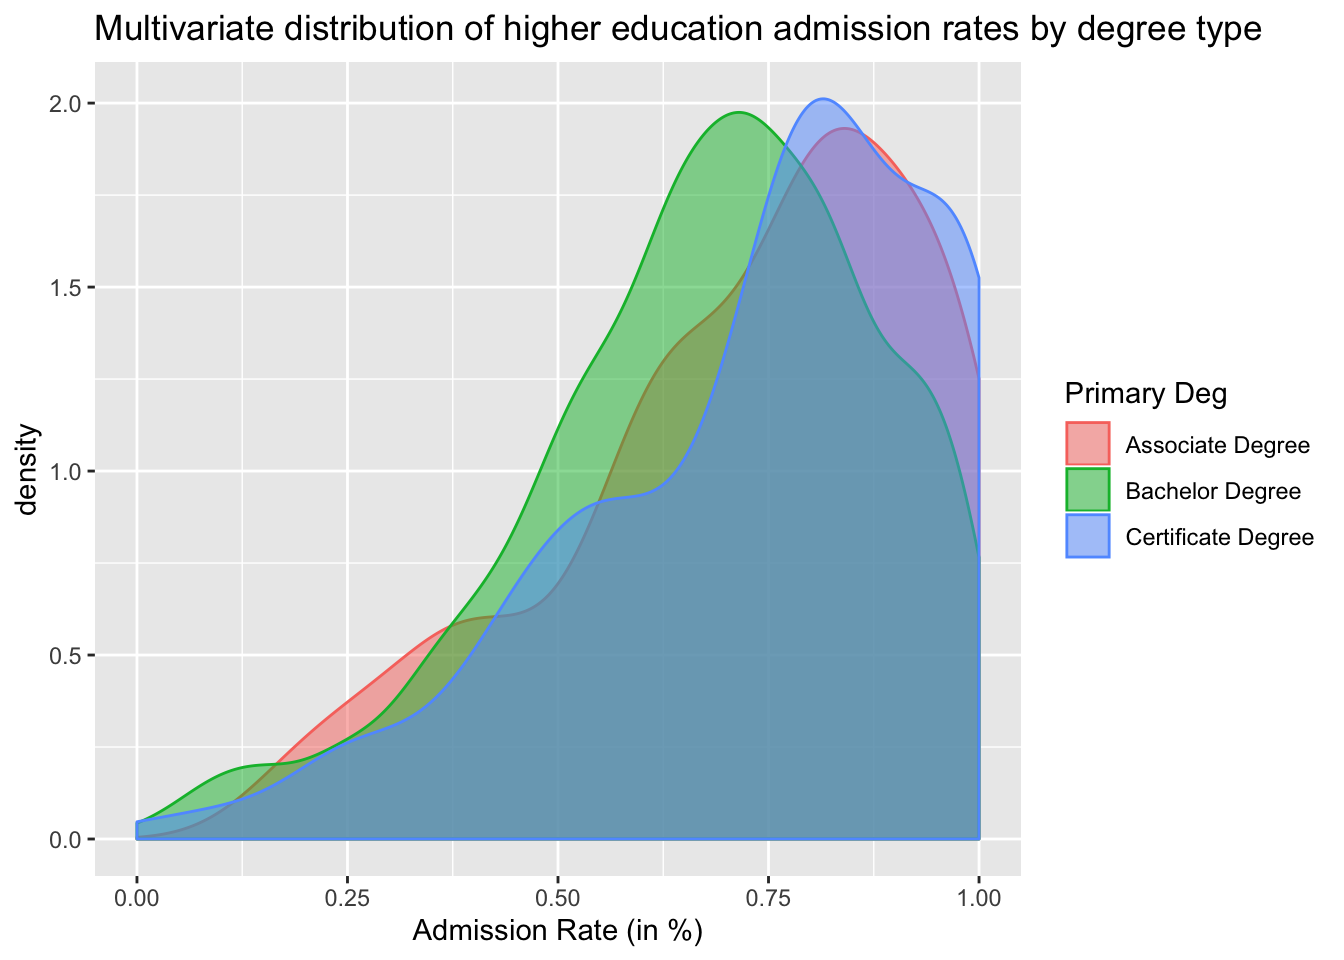 Multivariate distribution of higher education admission rates by degree type
2.0
1.5
1.0
0.5
0.0
density
0.00 0.25 0.50 0.75 1.00
Admission Rate (in %)
Primary Deg
Associate Degree
Bachelor Degree
Certificate Degree